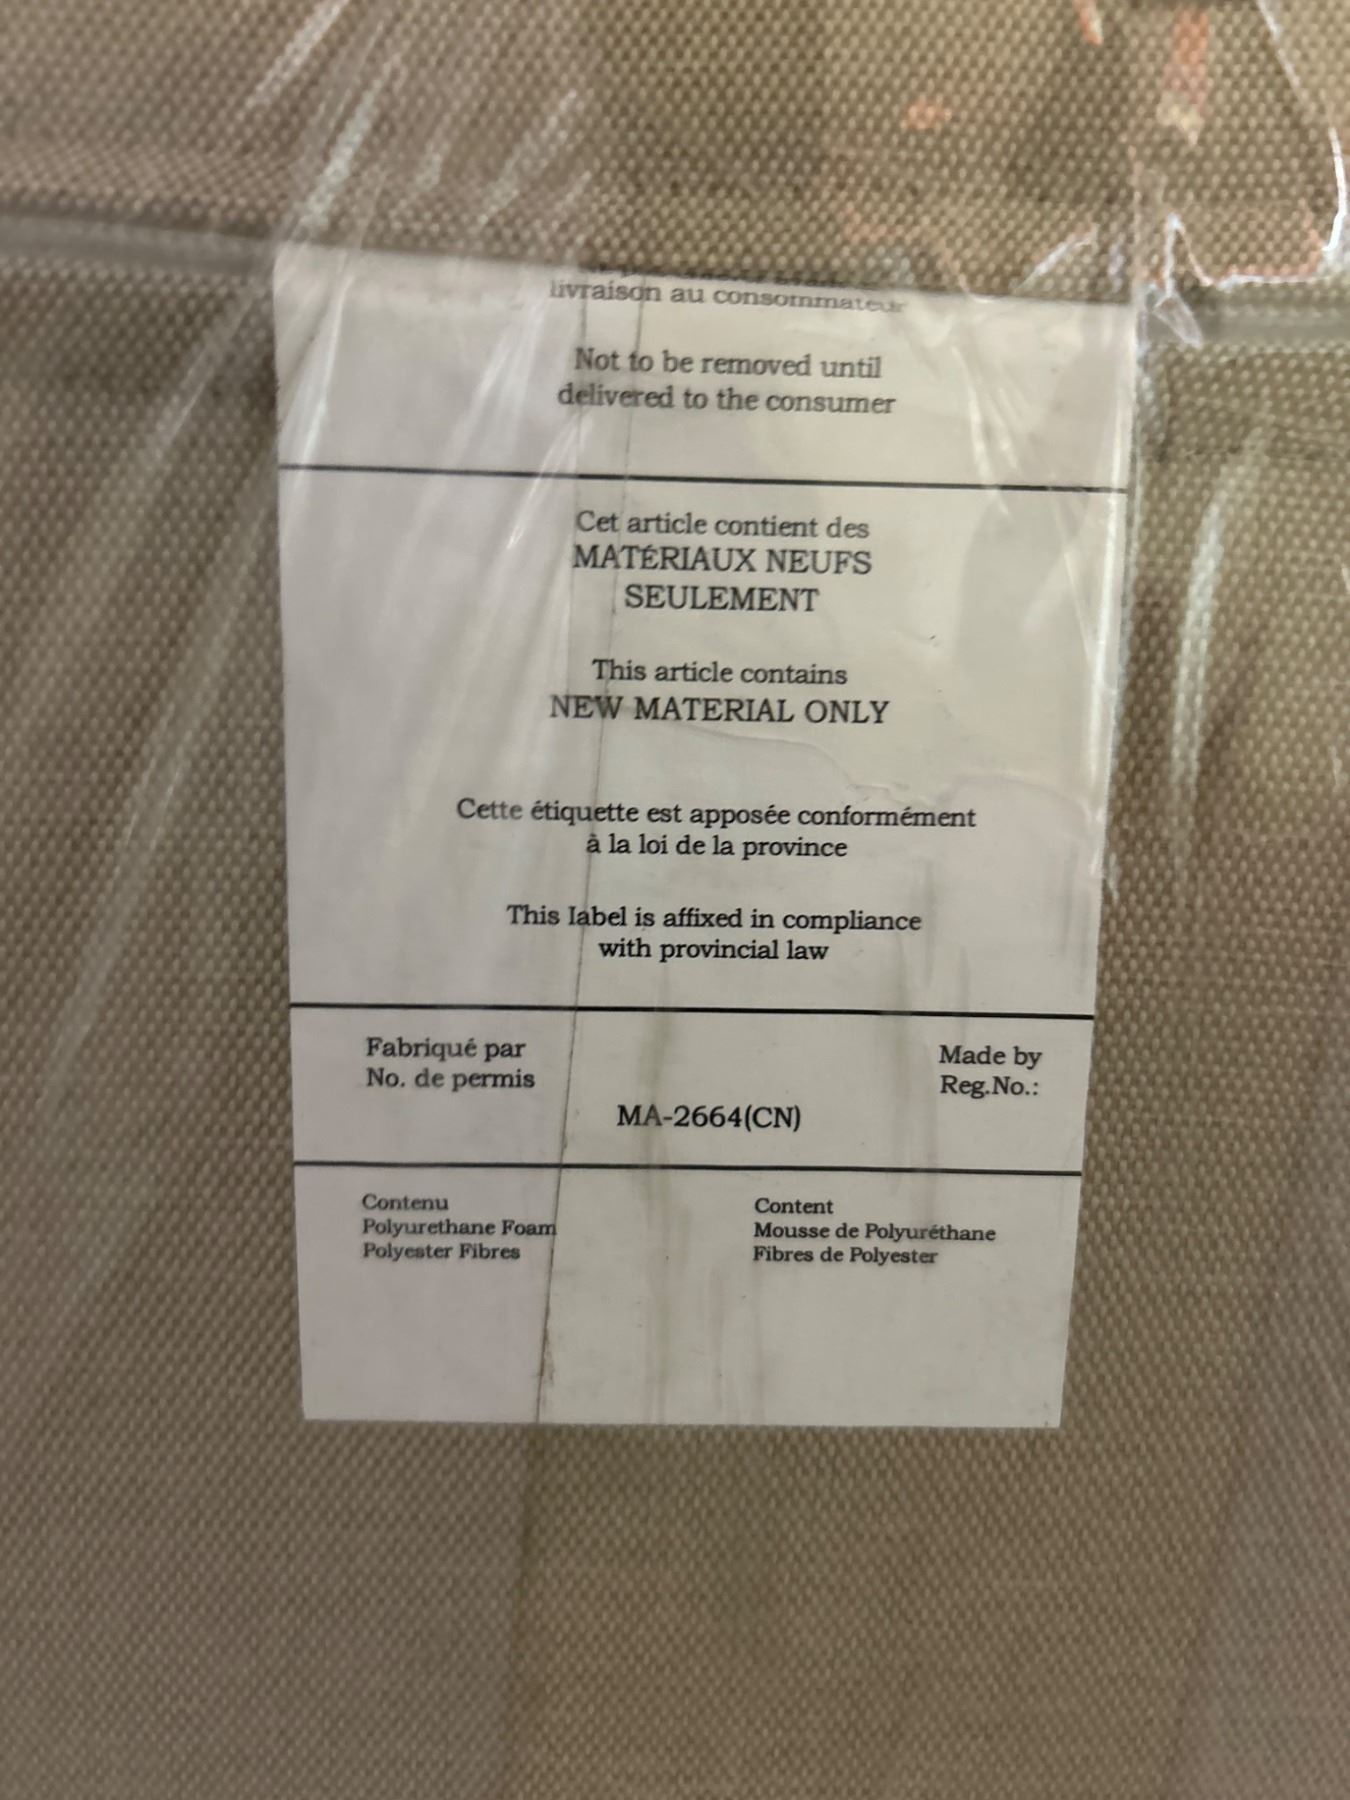 livraison au consommateur
Not to be removed until
delivered to the consumer
Cet article contient des
MATÉRIAUX NEUFS
SEULEMENT
This article contains
NEW MATERIAL ONLY
Cette étiquette est apposée conformément
à la loi de la province
This label is affixed in compliance
with provincial law
Fabriqué par
No. de permis
Made by
Reg.No.:
MA-2664(CN)
Contenu
Polyurethane Foam
Polyester Fibres
Content
Mousse de Polyuréthane
Fibres de Polyester